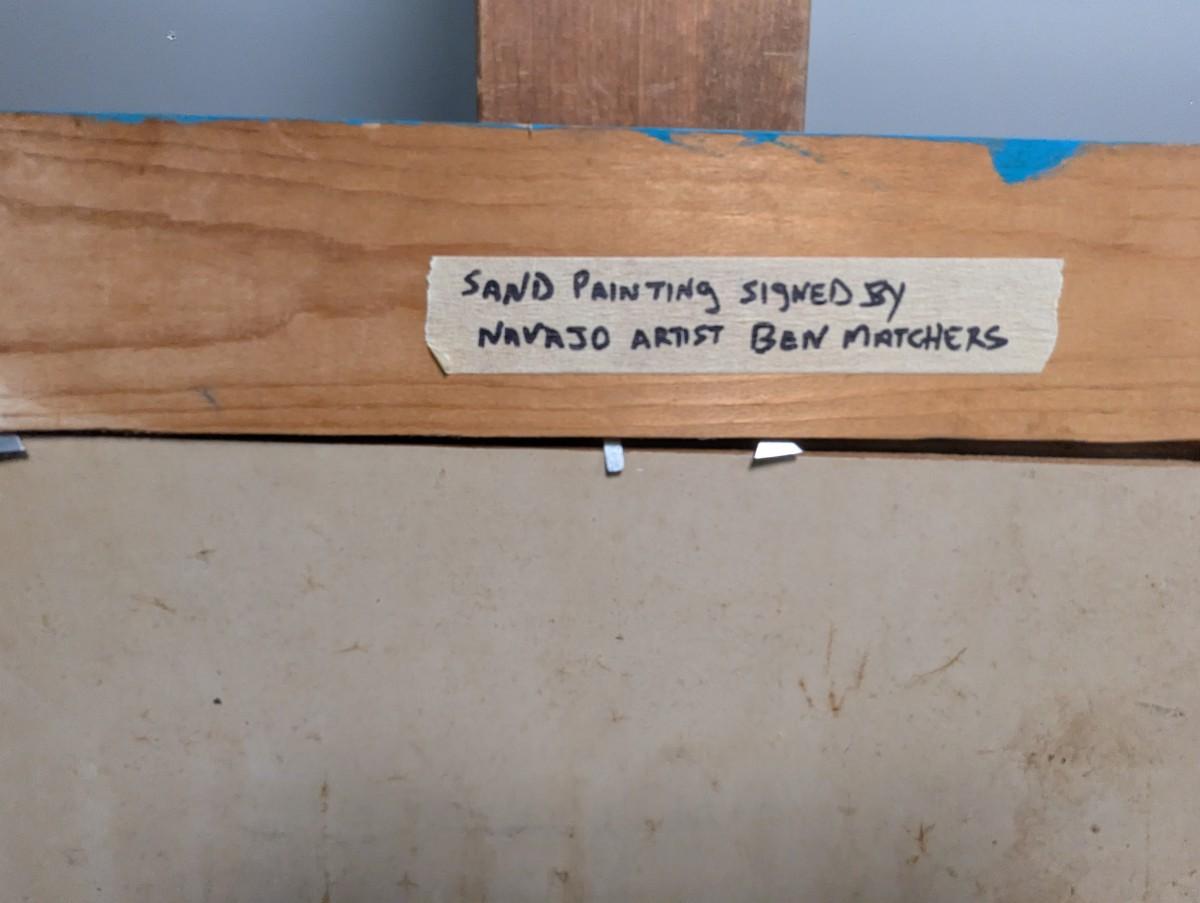 SAND PAINTING SIGNED BY
NAVAJO ARTIST BEN MATCHERS